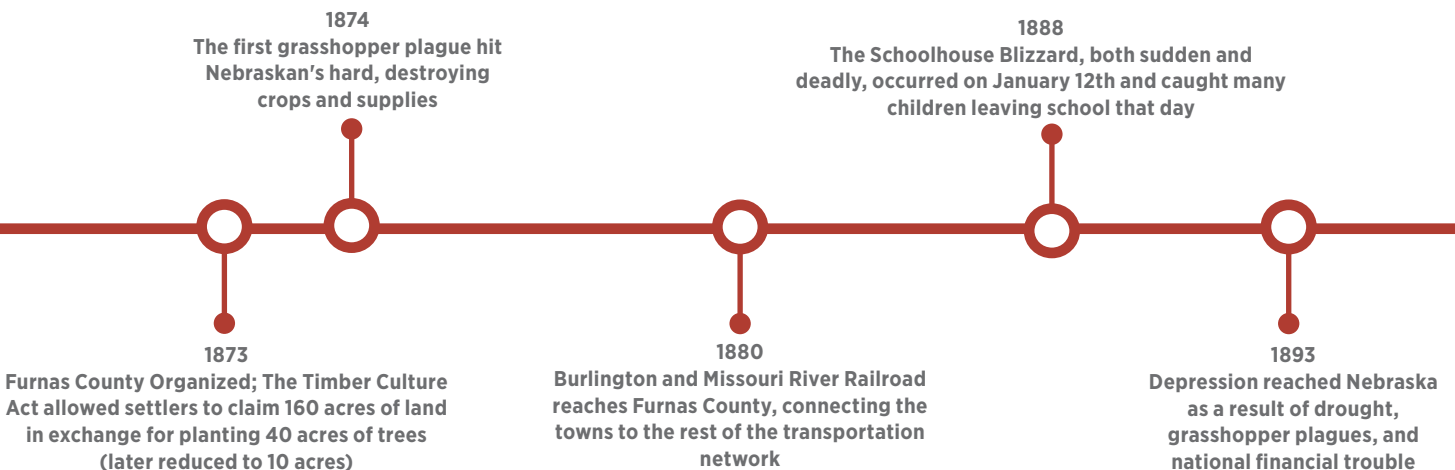 1874
The first grasshopper plague hit
Nebraskan's hard, destroying
crops and supplies
1888
The Schoolhouse Blizzard, both sudden and
deadly, occurred on January 12th and caught many
children leaving school that day
1873
Furnas County Organized; The Timber Culture
Act allowed settlers to claim 160 acres of land
in exchange for planting 40 acres of trees
(later reduced to 10 acres)
1880
Burlington and Missouri River Railroad
reaches Furnas County, connecting the
towns to the rest of the transportation
network
1893
Depression reached Nebraska
as a result of drought,
grasshopper plagues, and
national financial trouble